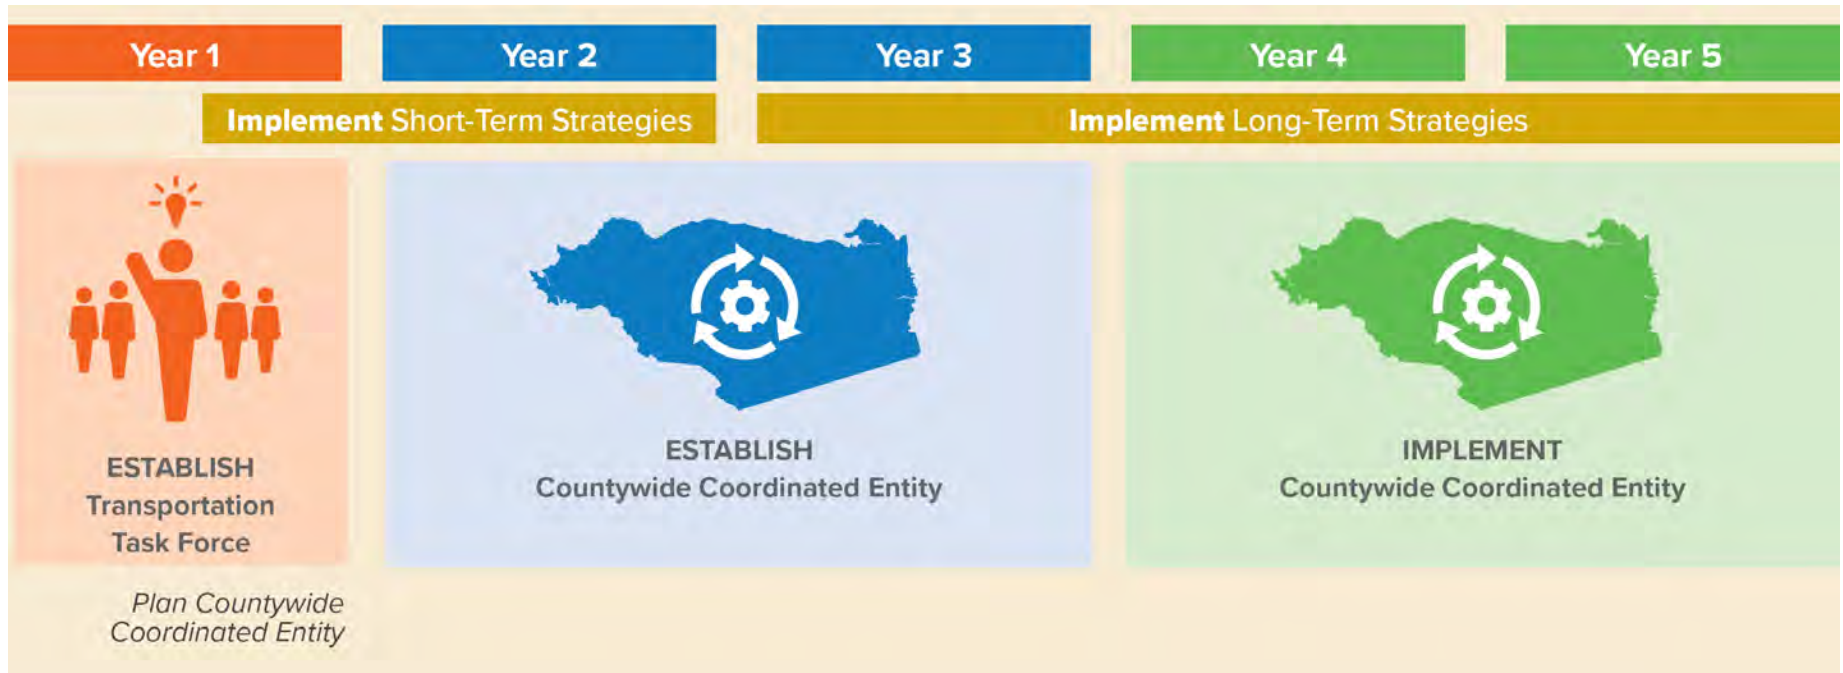 Year 1
Year 2
Year 3
Year 4
Year 5
Implement Short-Term Strategies
Implement Long-Term Strategies
ESTABLISH
Transportation
Task Force
ESTABLISH
Countywide Coordinated Entity
IMPLEMENT
Countywide Coordinated Entity
Plan Countywide
Coordinated Entity